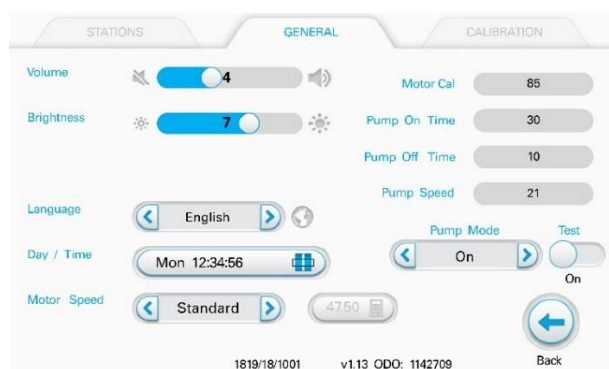 STATIONS GENERAL CALIBRATION
Volume 4 Motor Cal 85
Brightness 7 Pump On Time 30
Pump Off Time 10
Pump Speed 21
Language English
Pump Mode Test
Day / Time Mon 12:34:56 On
On
Motor Speed Standard 47.50
1819/18/1001 v1.13 ODO: 1142709 Back